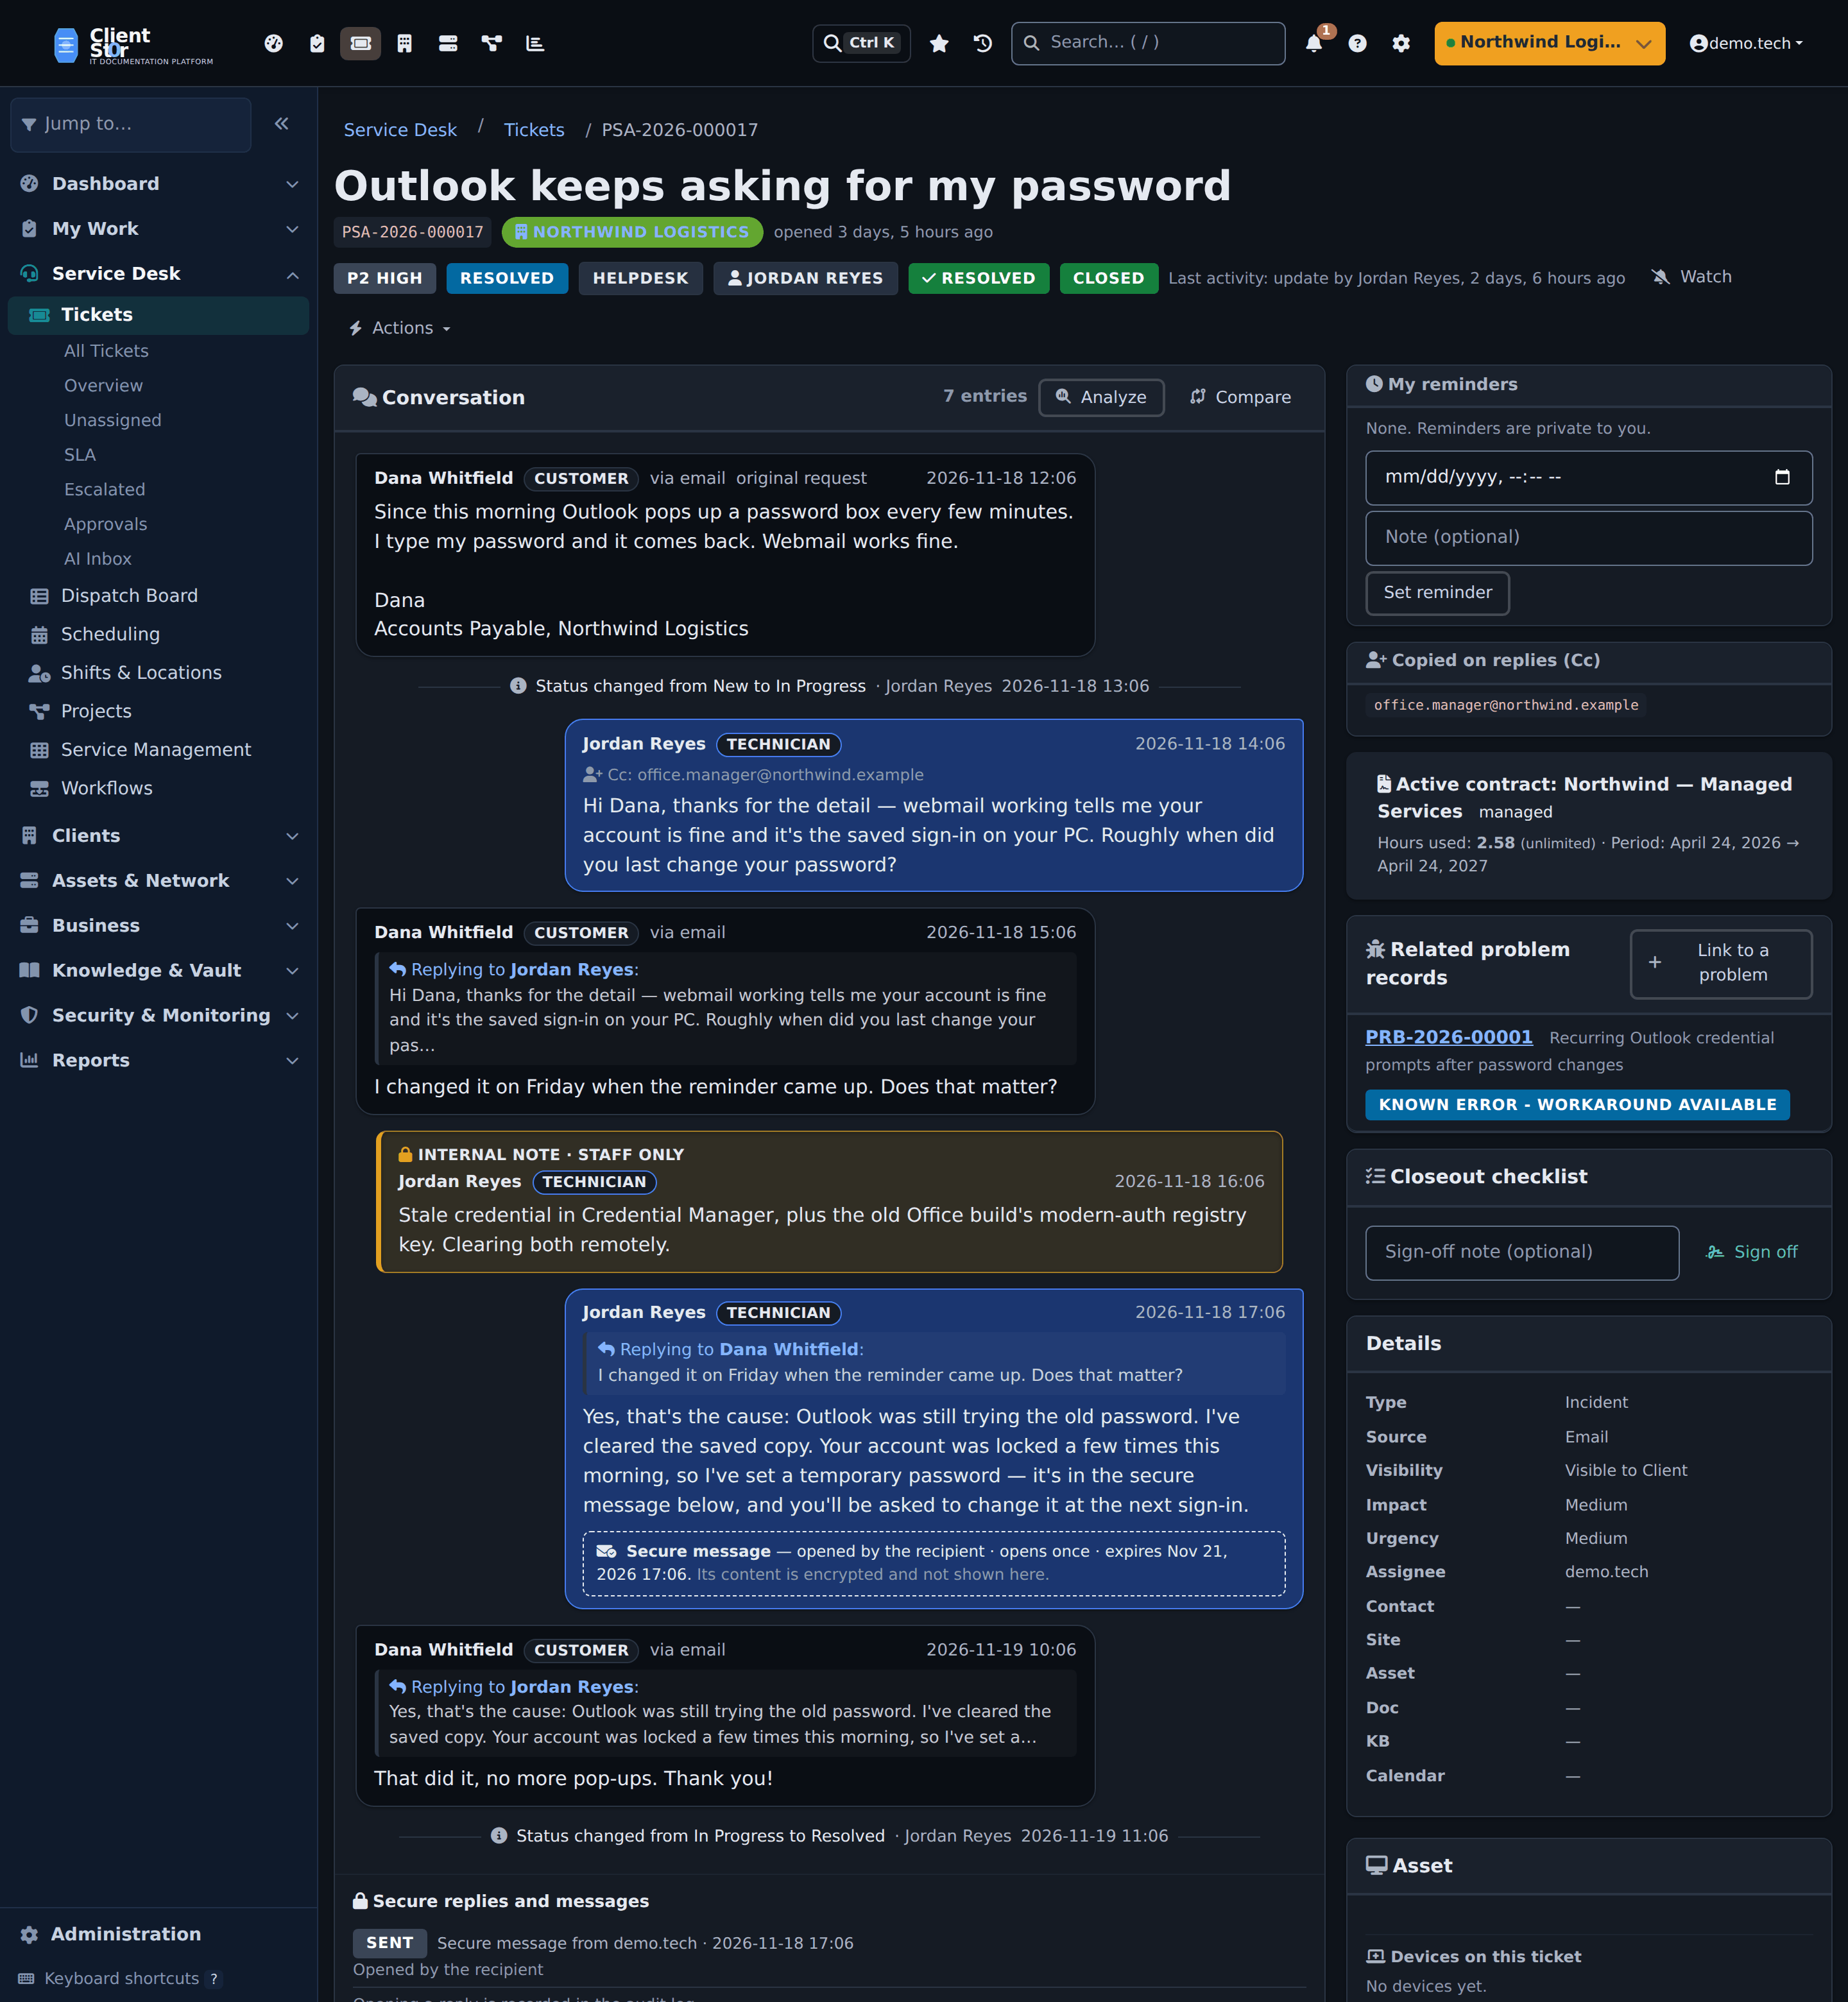 Client
St0r
IT DOCUMENTATION PLATFORM
Ctrl K
Search... ( / )
1
Northwind Logi...
demo.tech
Jump to...
Dashboard
My Work
Service Desk
Tickets
All Tickets
Overview
Unassigned
SLA
Escalated
Approvals
AI Inbox
Dispatch Board
Scheduling
Shifts & Locations
Projects
Service Management
Workflows
Clients
Assets & Network
Business
Knowledge & Vault
Security & Monitoring
Reports
Administration
Keyboard shortcuts ?
Service Desk / Tickets / PSA-2026-000017
Outlook keeps asking for my password
PSA-2026-000017 NORTHWIND LOGISTICS opened 3 days, 5 hours ago
P2 HIGH RESOLVED HELPDESK JORDAN REYES RESOLVED CLOSED Last activity: update by Jordan Reyes, 2 days, 6 hours ago Watch
Actions
Conversation 7 entries Analyze Compare
Dana Whitfield CUSTOMER via email original request 2026-11-18 12:06
Since this morning Outlook pops up a password box every few minutes.
I type my password and it comes back. Webmail works fine.
Dana
Accounts Payable, Northwind Logistics
Status changed from New to In Progress · Jordan Reyes 2026-11-18 13:06
Jordan Reyes TECHNICIAN 2026-11-18 14:06
Cc: office.manager@northwind.example
Hi Dana, thanks for the detail — webmail working tells me your
account is fine and it's the saved sign-in on your PC. Roughly when did
you last change your password?
Dana Whitfield CUSTOMER via email 2026-11-18 15:06
Replying to Jordan Reyes:
Hi Dana, thanks for the detail — webmail working tells me your account is fine
and it's the saved sign-in on your PC. Roughly when did you last change your
pas...
I changed it on Friday when the reminder came up. Does that matter?
INTERNAL NOTE · STAFF ONLY
Jordan Reyes TECHNICIAN 2026-11-18 16:06
Stale credential in Credential Manager, plus the old Office build's modern-auth registry
key. Clearing both remotely.
Jordan Reyes TECHNICIAN 2026-11-18 17:06
Replying to Dana Whitfield:
I changed it on Friday when the reminder came up. Does that matter?
Yes, that's the cause: Outlook was still trying the old password. I've
cleared the saved copy. Your account was locked a few times this
morning, so I've set a temporary password — it's in the secure
message below, and you'll be asked to change it at the next sign-in.
Secure message — opened by the recipient · opens once · expires Nov 21,
2026 17:06. Its content is encrypted and not shown here.
Dana Whitfield CUSTOMER via email 2026-11-19 10:06
Replying to Jordan Reyes:
Yes, that's the cause: Outlook was still trying the old password. I've cleared the
saved copy. Your account was locked a few times this morning, so I've set a...
That did it, no more pop-ups. Thank you!
Status changed from In Progress to Resolved · Jordan Reyes 2026-11-19 11:06
Secure replies and messages
SENT Secure message from demo.tech · 2026-11-18 17:06
Opened by the recipient
Opening a reply is recorded in the audit log
My reminders
None. Reminders are private to you.
mm/dd/yyyy, --:-- --
Note (optional)
Set reminder
Copied on replies (Cc)
office.manager@northwind.example
Active contract: Northwind — Managed
Services managed
Hours used: 2.58 (unlimited) · Period: April 24, 2026 →
April 24, 2027
Related problem
records
+ Link to a
problem
PRB-2026-00001 Recurring Outlook credential
prompts after password changes
KNOWN ERROR - WORKAROUND AVAILABLE
Closeout checklist
Sign-off note (optional) Sign off
Details
Type Incident
Source Email
Visibility Visible to Client
Impact Medium
Urgency Medium
Assignee demo.tech
Contact —
Site —
Asset —
Doc —
KB —
Calendar —
Asset
Devices on this ticket
No devices yet.